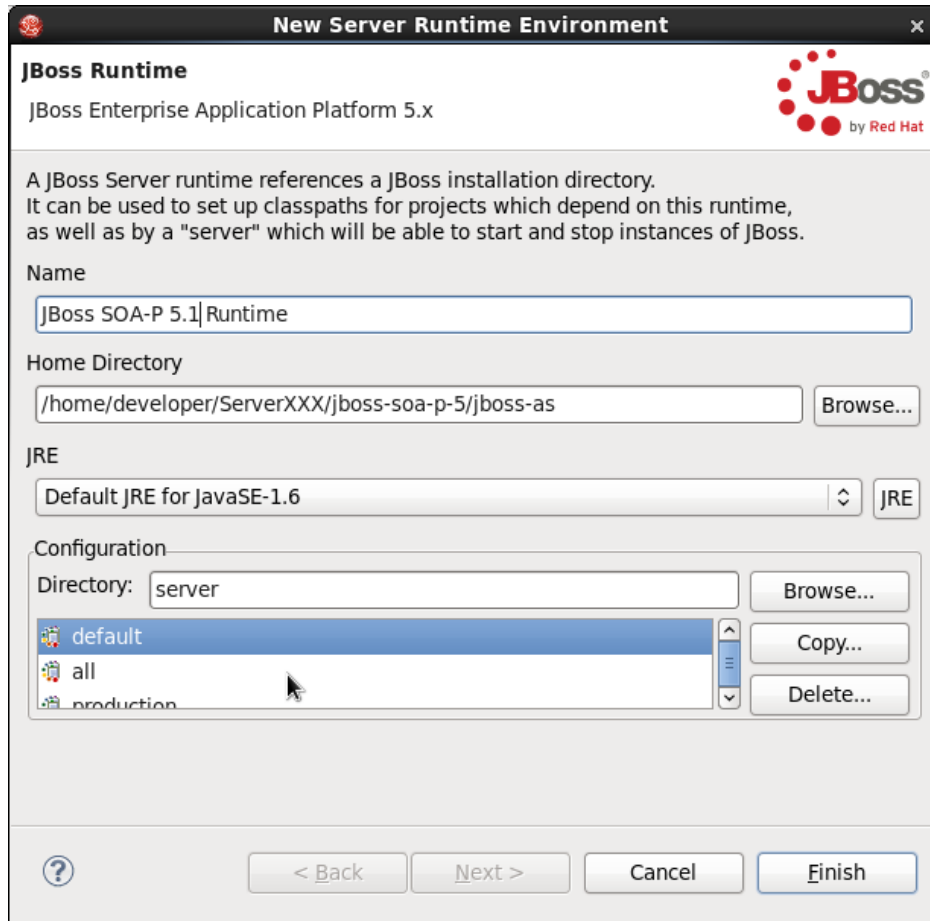 New Server Runtime Environment
JBoss Runtime
JBoss Enterprise Application Platform 5.x
JBoss®
by Red Hat
A JBoss Server runtime references a JBoss installation directory.
It can be used to set up classpaths for projects which depend on this runtime,
as well as by a "server" which will be able to start and stop instances of JBoss.
Name
JBoss SOA-P 5.1 Runtime
Home Directory
/home/developer/ServerXXX/jboss-soa-p-5/jboss-as
Browse...
JRE
Default JRE for JavaSE-1.6
JRE
Configuration
Directory:
server
Browse...
default
all
production
Copy...
Delete...
?
< Back
Next >
Cancel
Finish